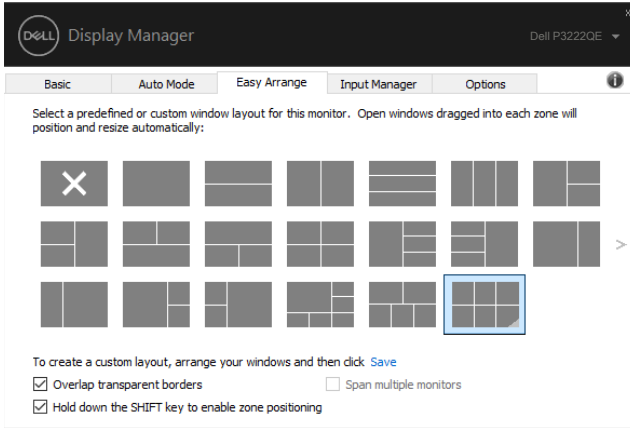 DELL Display Manager
Dell P3222QE
Basic Auto Mode Easy Arrange Input Manager Options
Select a predefined or custom window layout for this monitor. Open windows dragged into each zone will
position and resize automatically:
To create a custom layout, arrange your windows and then click Save
Overlap transparent borders
Span multiple monitors
Hold down the SHIFT key to enable zone positioning